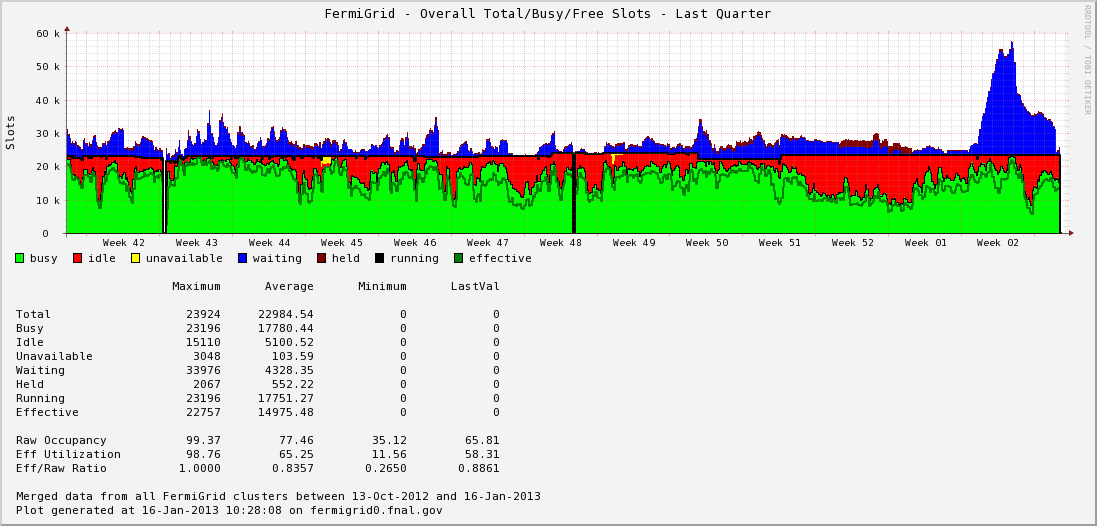 FermiGrid - Overall Total/Busy/Free Slots - Last Quarter
RRDTOOL / TOBI OETIKER
Slots
60 k
50 k
40 k
30 k
20 k
10 k
0
Week 42 Week 43 Week 44 Week 45 Week 46 Week 47 Week 48 Week 49 Week 50 Week 51 Week 52 Week 01 Week 02
busy idle unavailable waiting held running effective
Maximum Average Minimum LastVal
Total 23924 22984.54 0 0
Busy 23196 17780.44 0 0
Idle 15110 5100.52 0 0
Unavailable 3048 103.59 0 0
Waiting 33976 4328.35 0 0
Held 2067 552.22 0 0
Running 23196 17751.27 0 0
Effective 22757 14975.48 0 0
Raw Occupancy 99.37 77.46 35.12 65.81
Eff Utilization 98.76 65.25 11.56 58.31
Eff/Raw Ratio 1.0000 0.8357 0.2650 0.8861
Merged data from all FermiGrid clusters between 13-Oct-2012 and 16-Jan-2013
Plot generated at 16-Jan-2013 10:28:08 on fermigrid0.fnal.gov